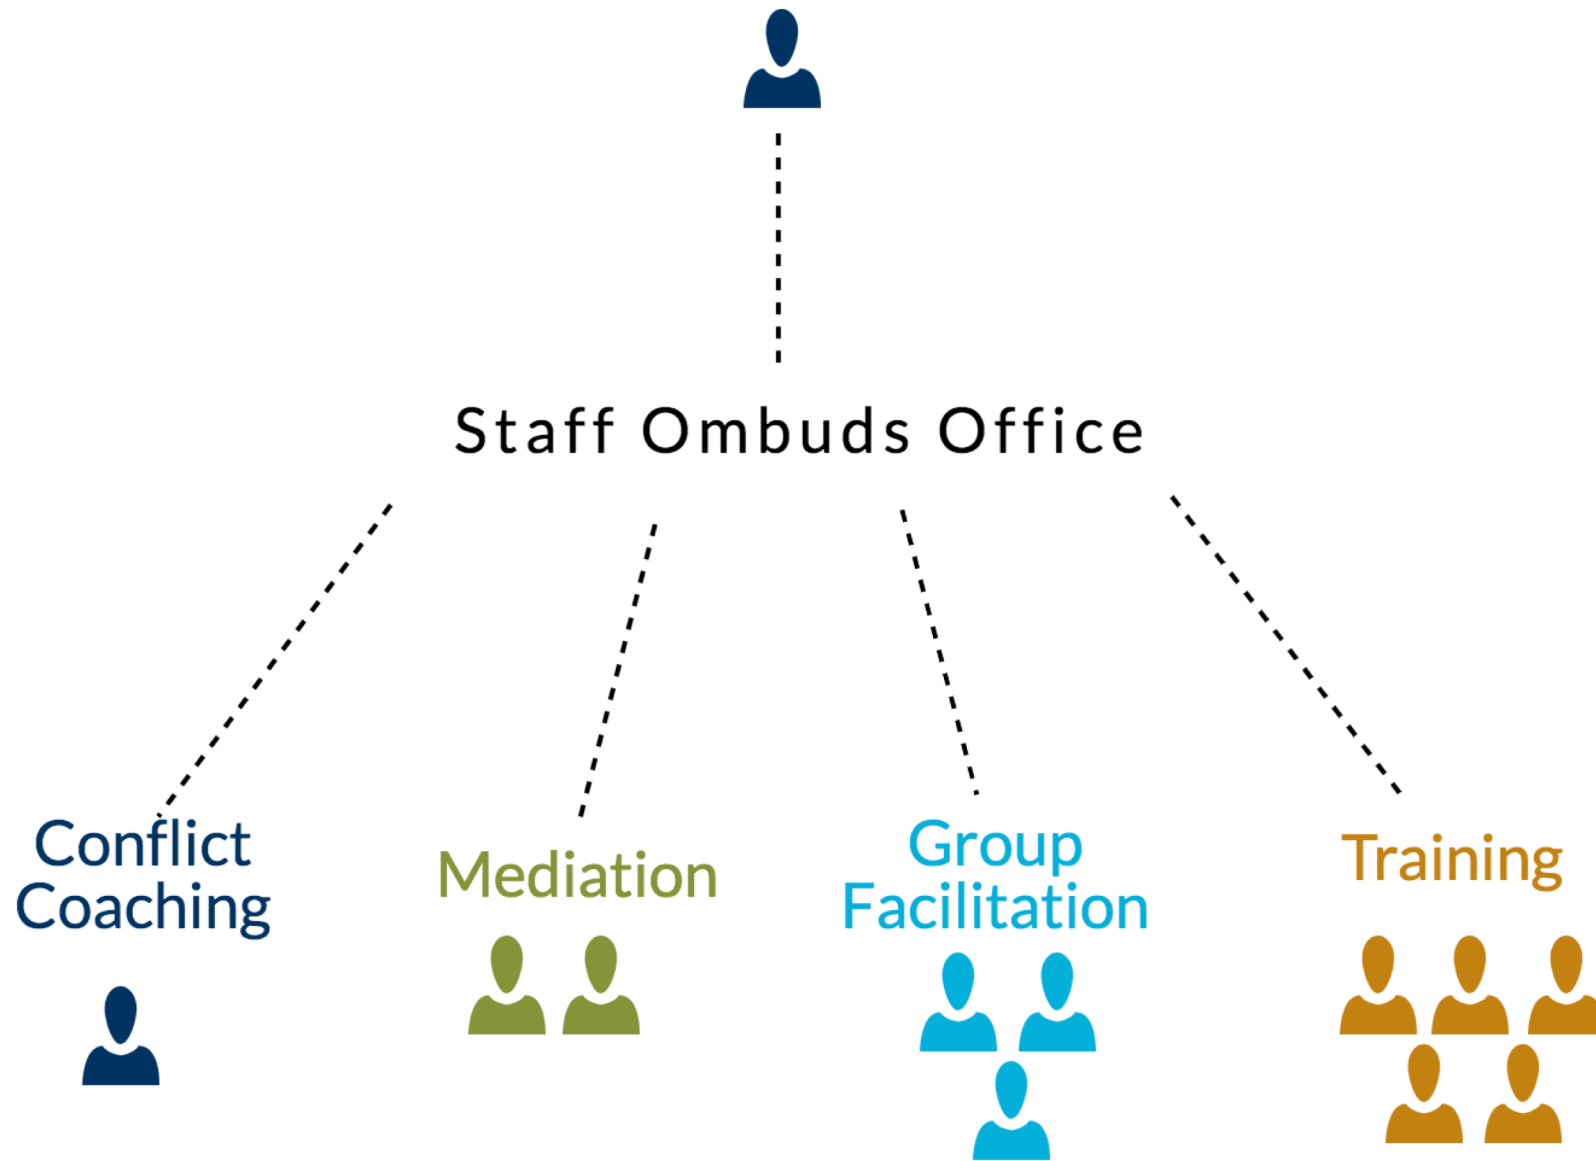 Staff Ombuds Office
Conflict
Coaching
Mediation
Group
Facilitation
Training